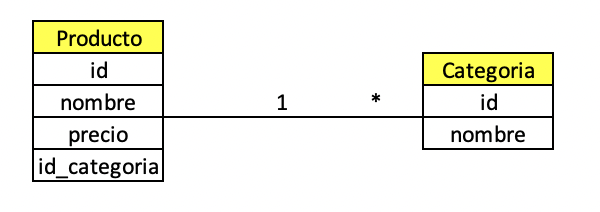 Producto
id
nombre
precio
id_categoria
1 *
Categoria
id
nombre